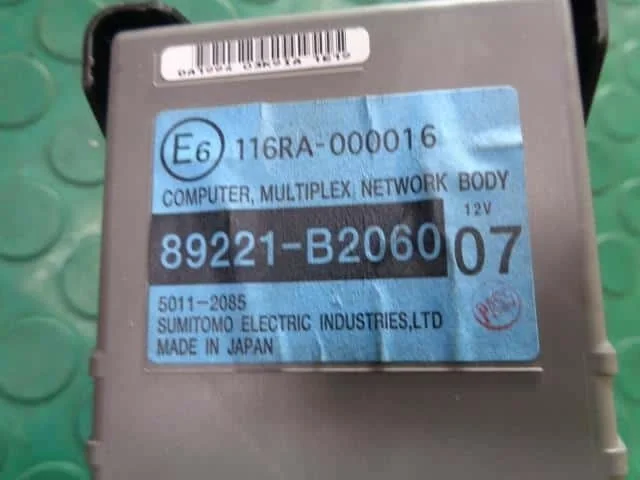 E6 116RA-000016
COMPUTER, MULTIPLEX NETWORK BODY
89221-B2060 12V 07
5011-2085
SUMITOMO ELECTRIC INDUSTRIES,LTD
MADE IN JAPAN